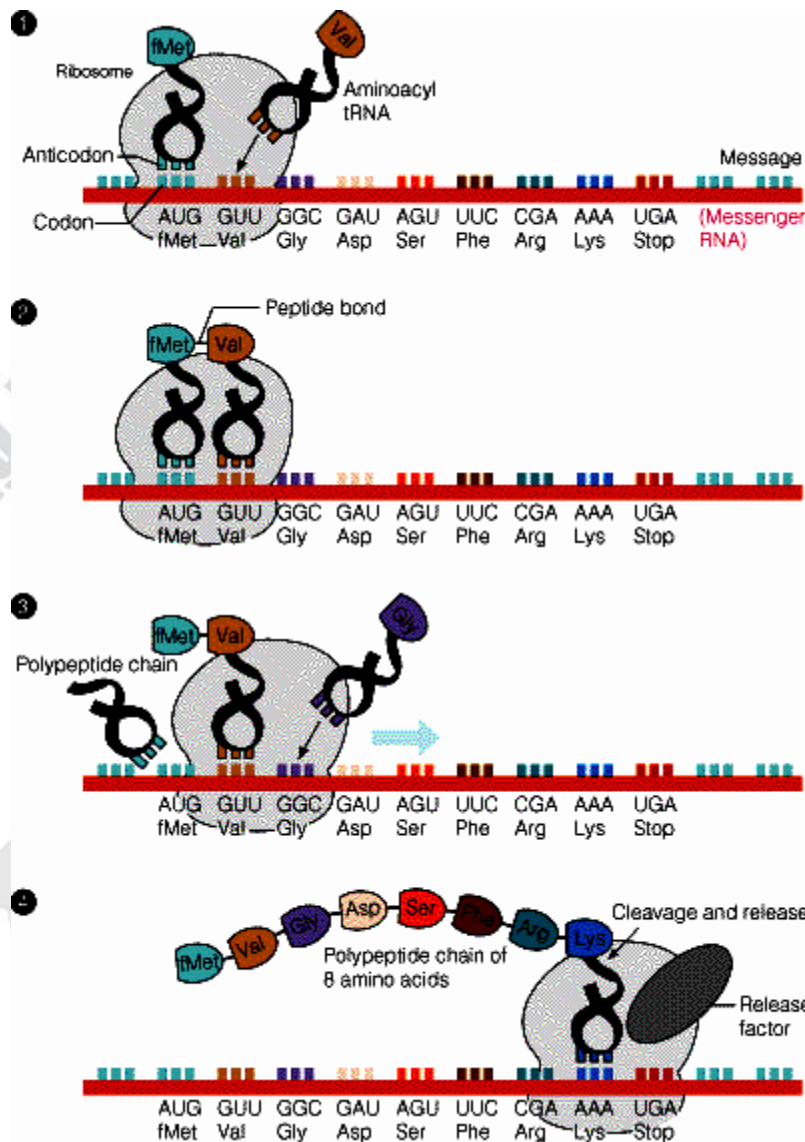 1
fMet
Val
Ribosome
Aminoacyl
tRNA
Anticodon
Message
Codon
AUG GUU GGC GAU AGU UUC CGA AAA UGA (Messenger
fMet Val Gly Asp Ser Phe Arg Lys Stop RNA)
2
Peptide bond
fMet Val
AUG GUU GGC GAU AGU UUC CGA AAA UGA
fMet Val Gly Asp Ser Phe Arg Lys Stop
3
fMet Val Gly
Polypeptide chain
AUG GUU GGC GAU AGU UUC CGA AAA UGA
fMet Val Gly Asp Ser Phe Arg Lys Stop
4
fMet Val Gly Asp Ser Phe Arg Lys
Cleavage and release
Polypeptide chain of
8 amino acids
Release
factor
AUG GUU GGC GAU AGU UUC CGA AAA UGA
fMet Val Gly Asp Ser Phe Arg Lys Stop